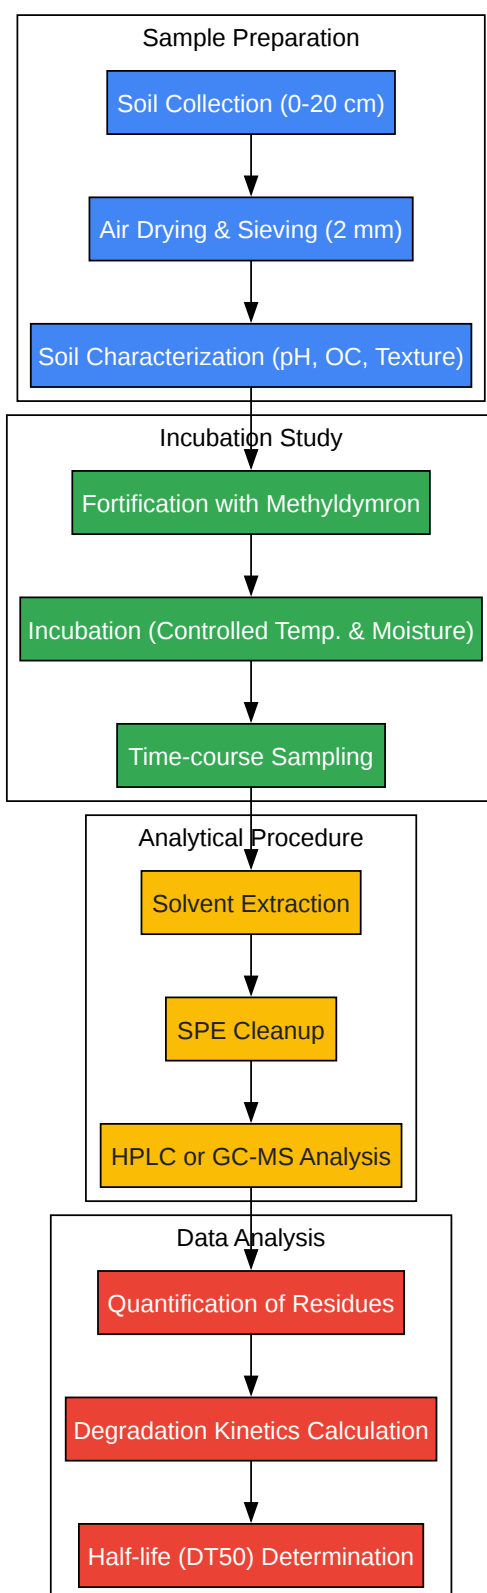 Sample Preparation
Soil Collection (0-20 cm)
Air Drying & Sieving (2 mm)
Soil Characterization (pH, OC, Texture)
Incubation Study
Fortification with Methyldymron
Incubation (Controlled Temp. & Moisture)
Time-course Sampling
Analytical Procedure
Solvent Extraction
SPE Cleanup
HPLC or GC-MS Analysis
Data Analysis
Quantification of Residues
Degradation Kinetics Calculation
Half-life (DT50) Determination